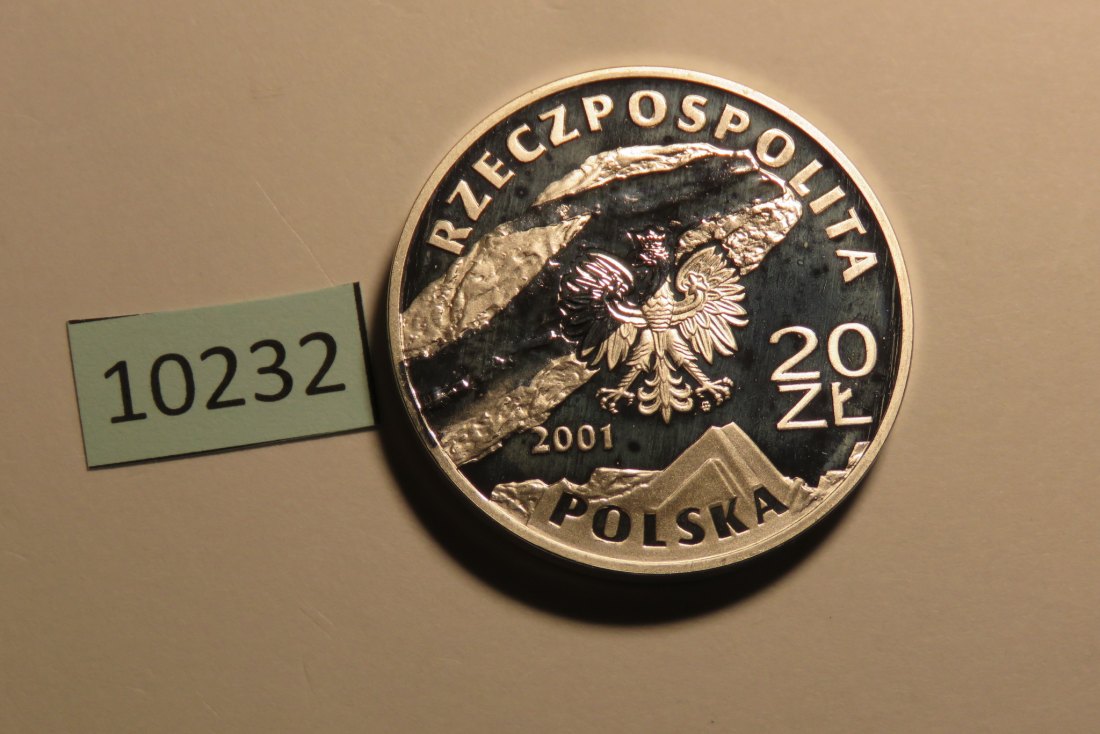 10232
RZECZPOSPOLITA
20
ZŁ
2001
POLSKA